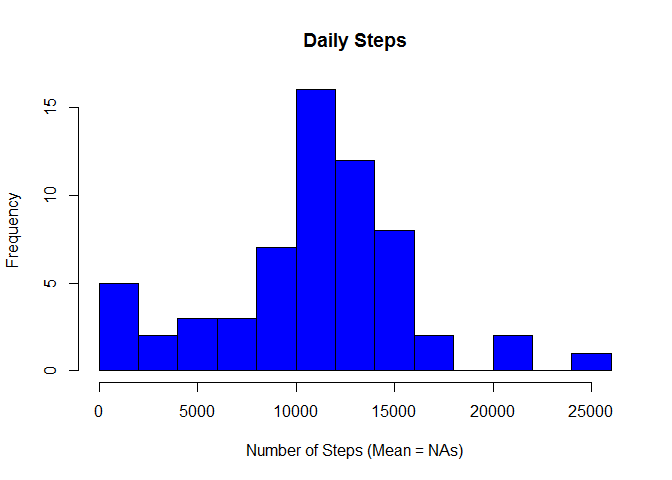 Daily Steps
Frequency
15
10
5
0
0 5000 10000 15000 20000 25000
Number of Steps (Mean = NAs)